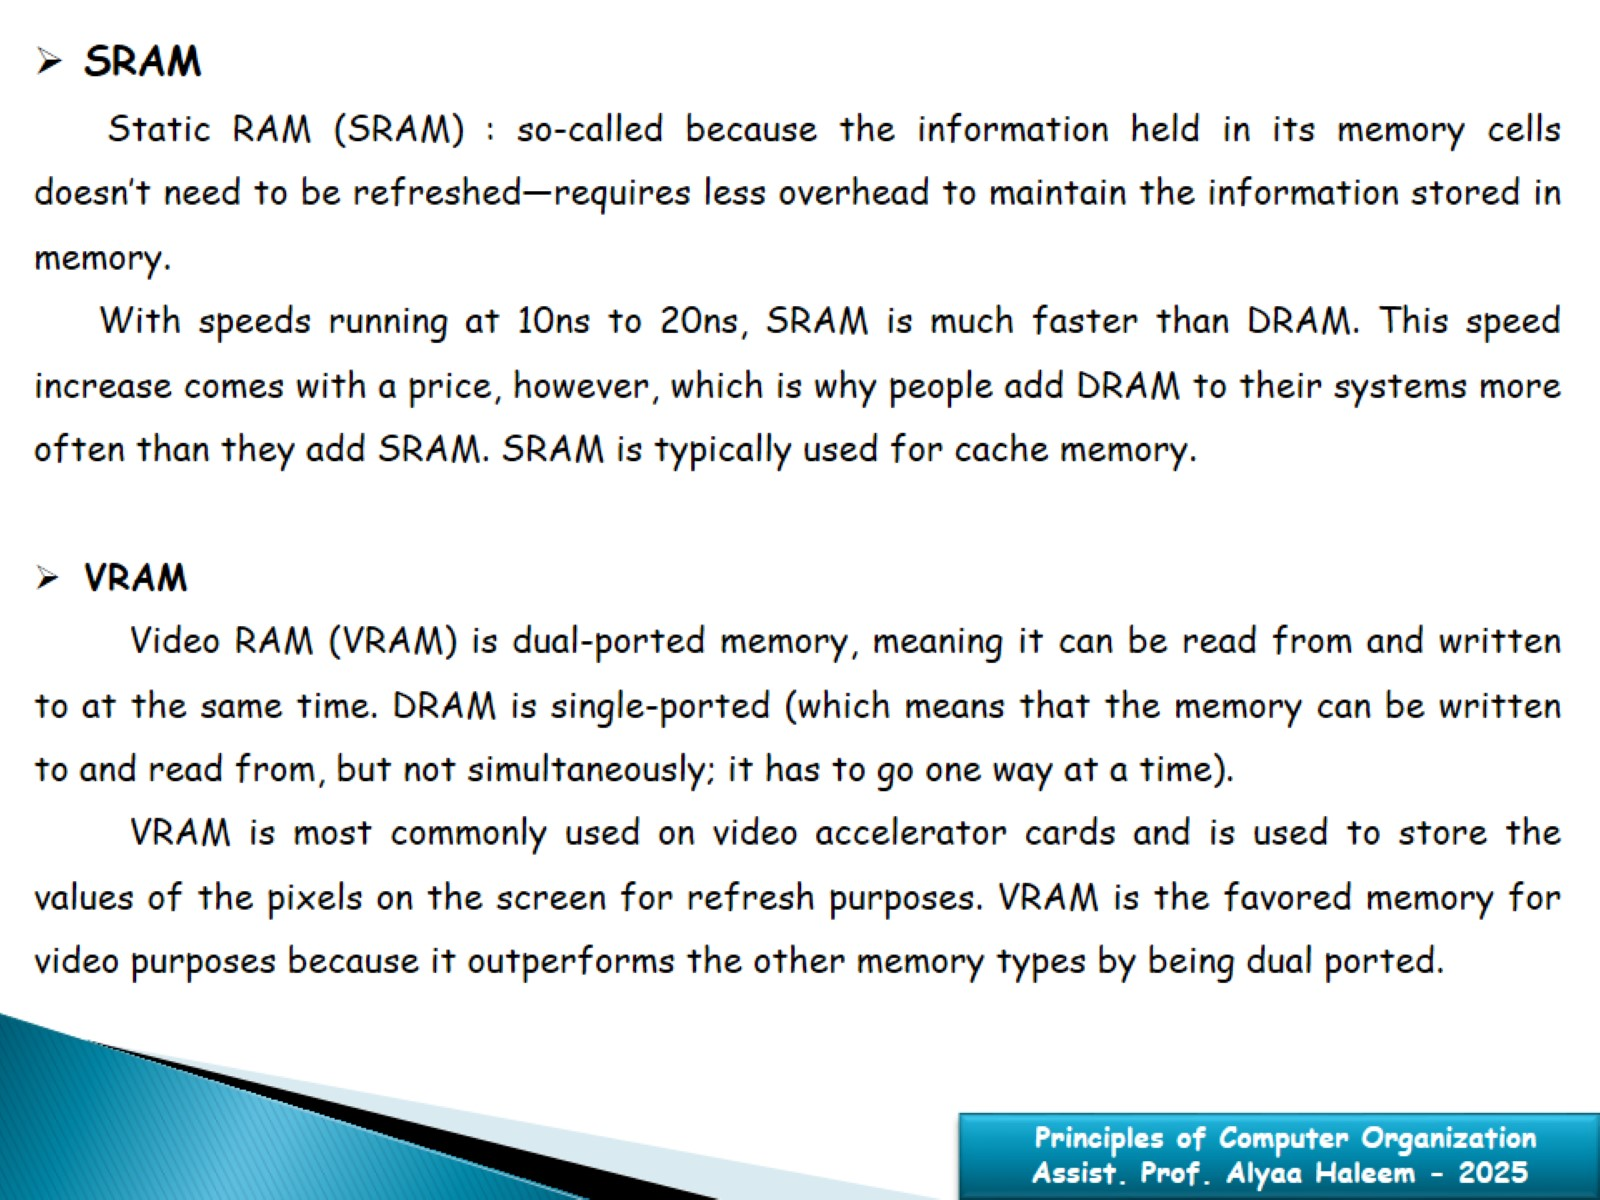 ➢ SRAM
Static RAM (SRAM) : so-called because the information held in its memory cells
doesn't need to be refreshed—requires less overhead to maintain the information stored in
memory.
With speeds running at 10ns to 20ns, SRAM is much faster than DRAM. This speed
increase comes with a price, however, which is why people add DRAM to their systems more
often than they add SRAM. SRAM is typically used for cache memory.
➢ VRAM
Video RAM (VRAM) is dual-ported memory, meaning it can be read from and written
to at the same time. DRAM is single-ported (which means that the memory can be written
to and read from, but not simultaneously; it has to go one way at a time).
VRAM is most commonly used on video accelerator cards and is used to store the
values of the pixels on the screen for refresh purposes. VRAM is the favored memory for
video purposes because it outperforms the other memory types by being dual ported.
Principles of Computer Organization
Assist. Prof. Alyaa Haleem - 2025